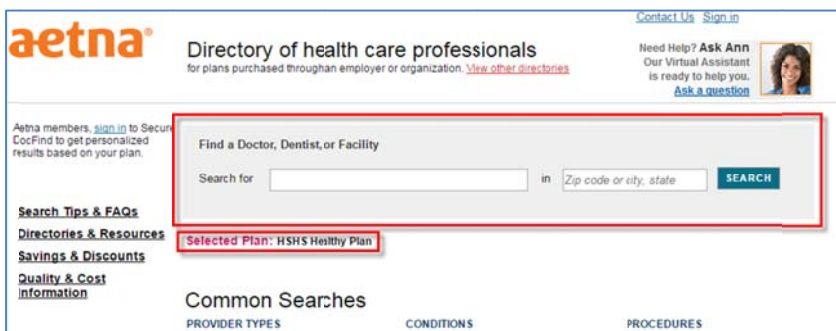 Contact Us Sign in
aetna®
Directory of health care professionals
for plans purchased throughan employer or organization. View other directories
Need Help? Ask Ann
Our Virtual Assistant
is ready to help you.
Ask a question
Aetna members, sign in to Secure
DocFind to get personalized
results based on your plan.
Find a Doctor, Dentist, or Facility
Search for in Zip code or city, state SEARCH
Search Tips & FAQs
Directories & Resources
Savings & Discounts
Quality & Cost
Information
Selected Plan: HSHS Healthy Plan
Common Searches
PROVIDER TYPES CONDITIONS PROCEDURES